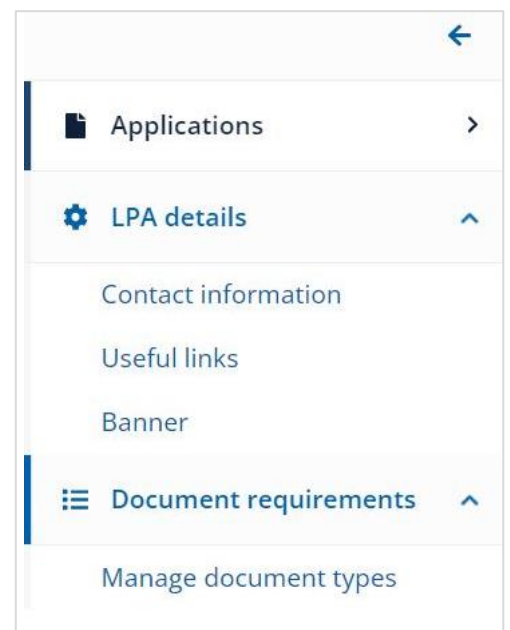 Applications
LPA details
Contact information
Useful links
Banner
Document requirements
Manage document types